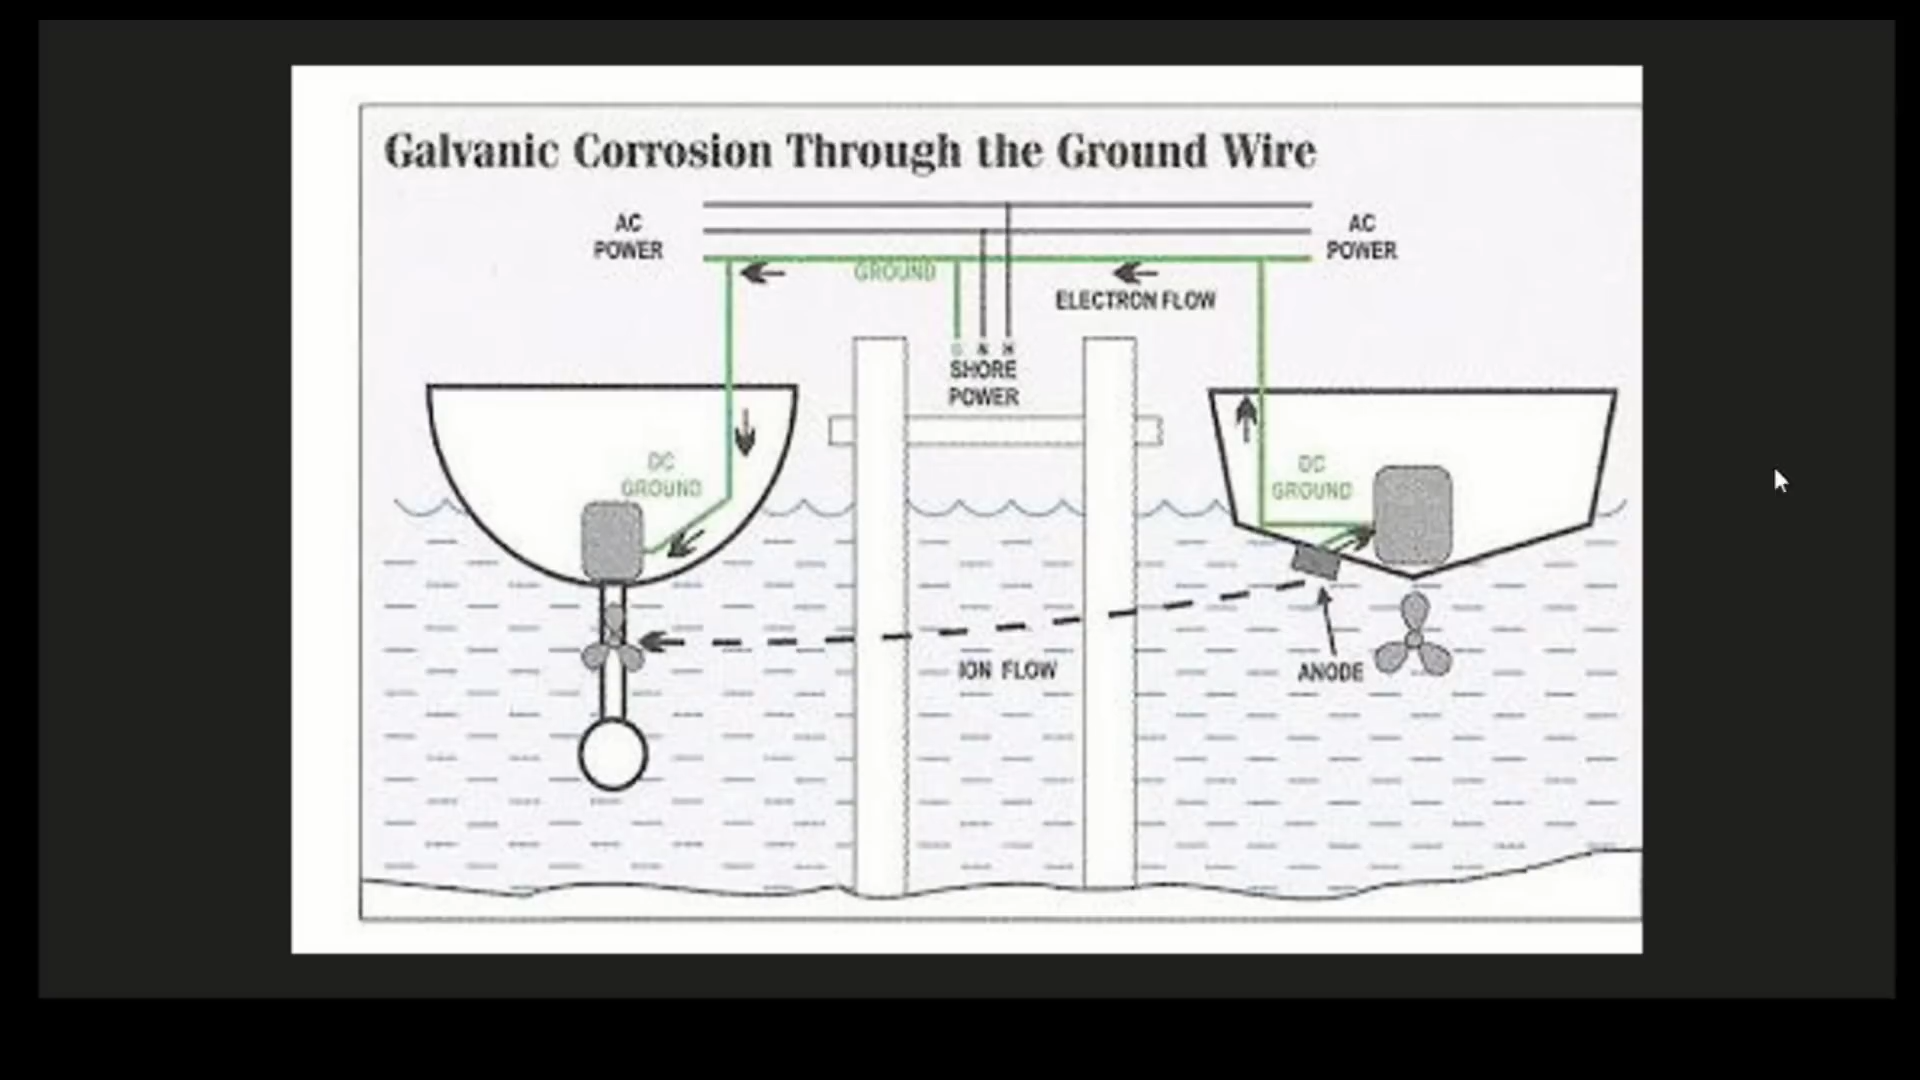 Galvanic Corrosion Through the Ground Wire
AC
POWER
AC
POWER
GROUND
ELECTRON FLOW
G N H
SHORE
POWER
DC
GROUND
DC
GROUND
ION FLOW
ANODE